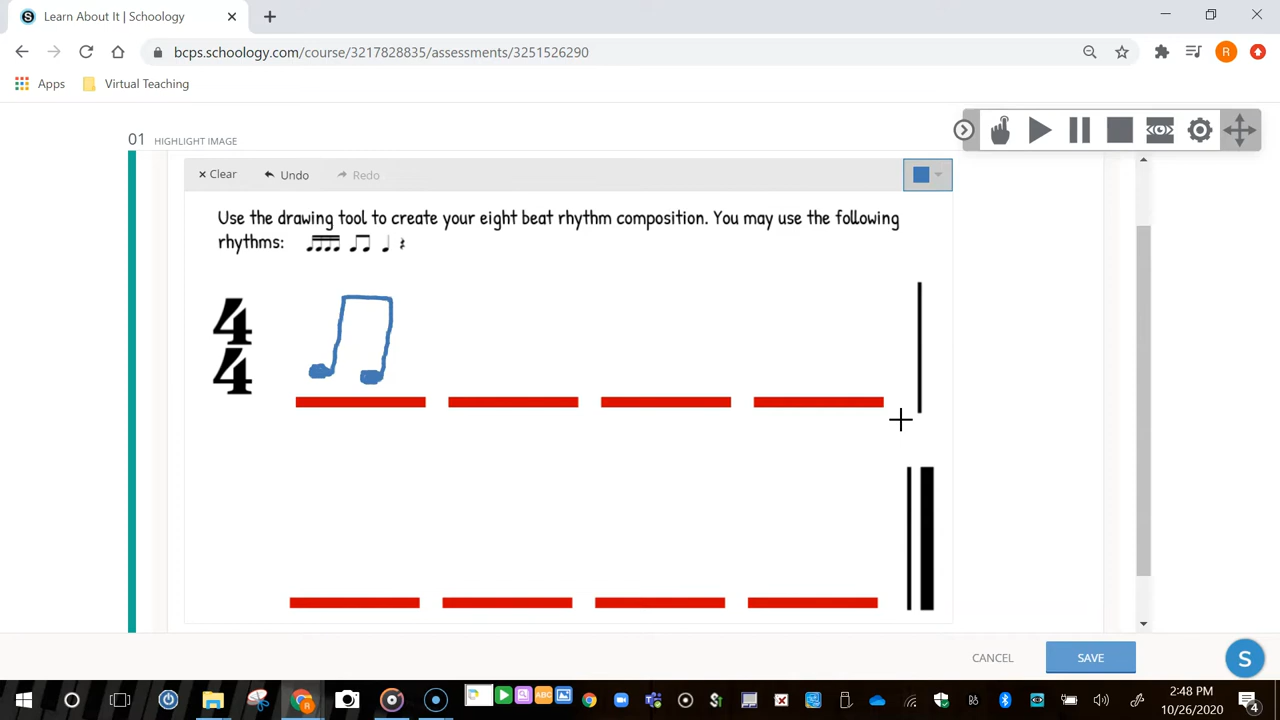 Learn About It | Schoology
bcps.schoology.com/course/3217828835/assessments/3251526290
R
Apps Virtual Teaching
01 HIGHLIGHT IMAGE
Clear Undo Redo
Use the drawing tool to create your eight beat rhythm composition. You may use the following
rhythms:
4
4
CANCEL SAVE S
ABC
2:48 PM
10/26/2020
4